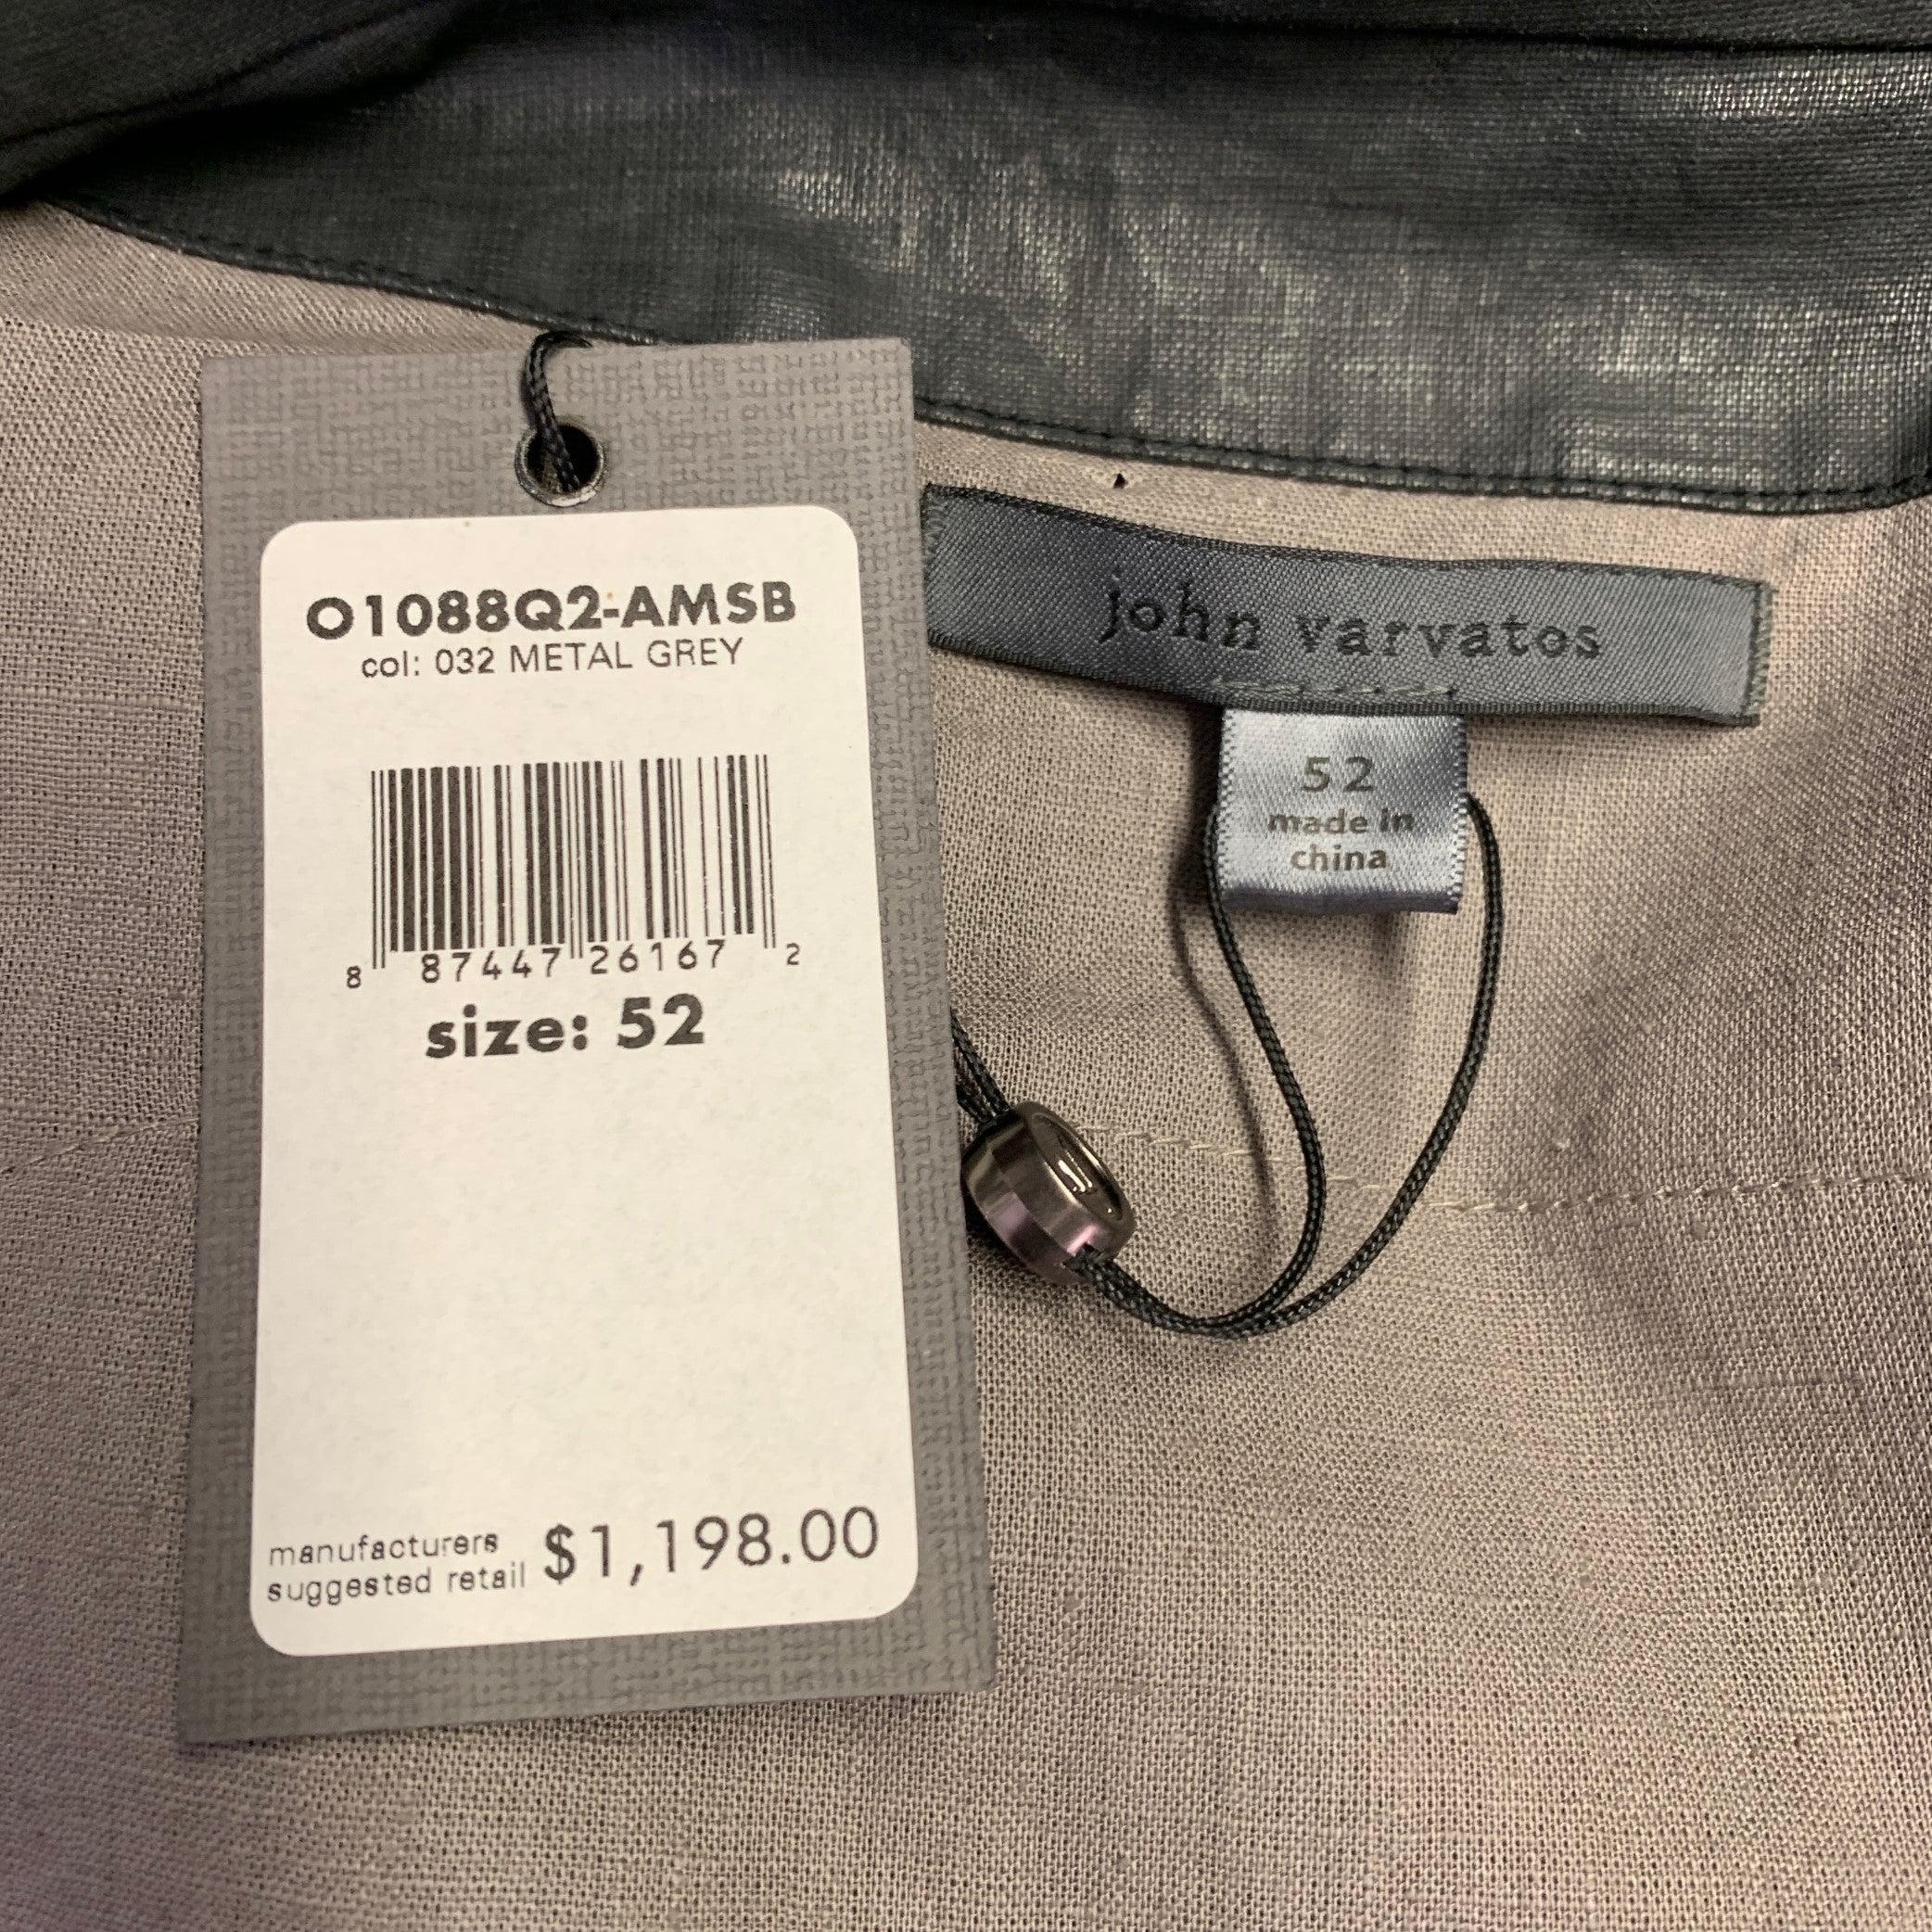 O1088Q2-AMSB
col: 032 METAL GREY
8 87447 26167 2
size: 52
manufacturers
suggested retail $1,198.00
john varvatos
52
made in
china